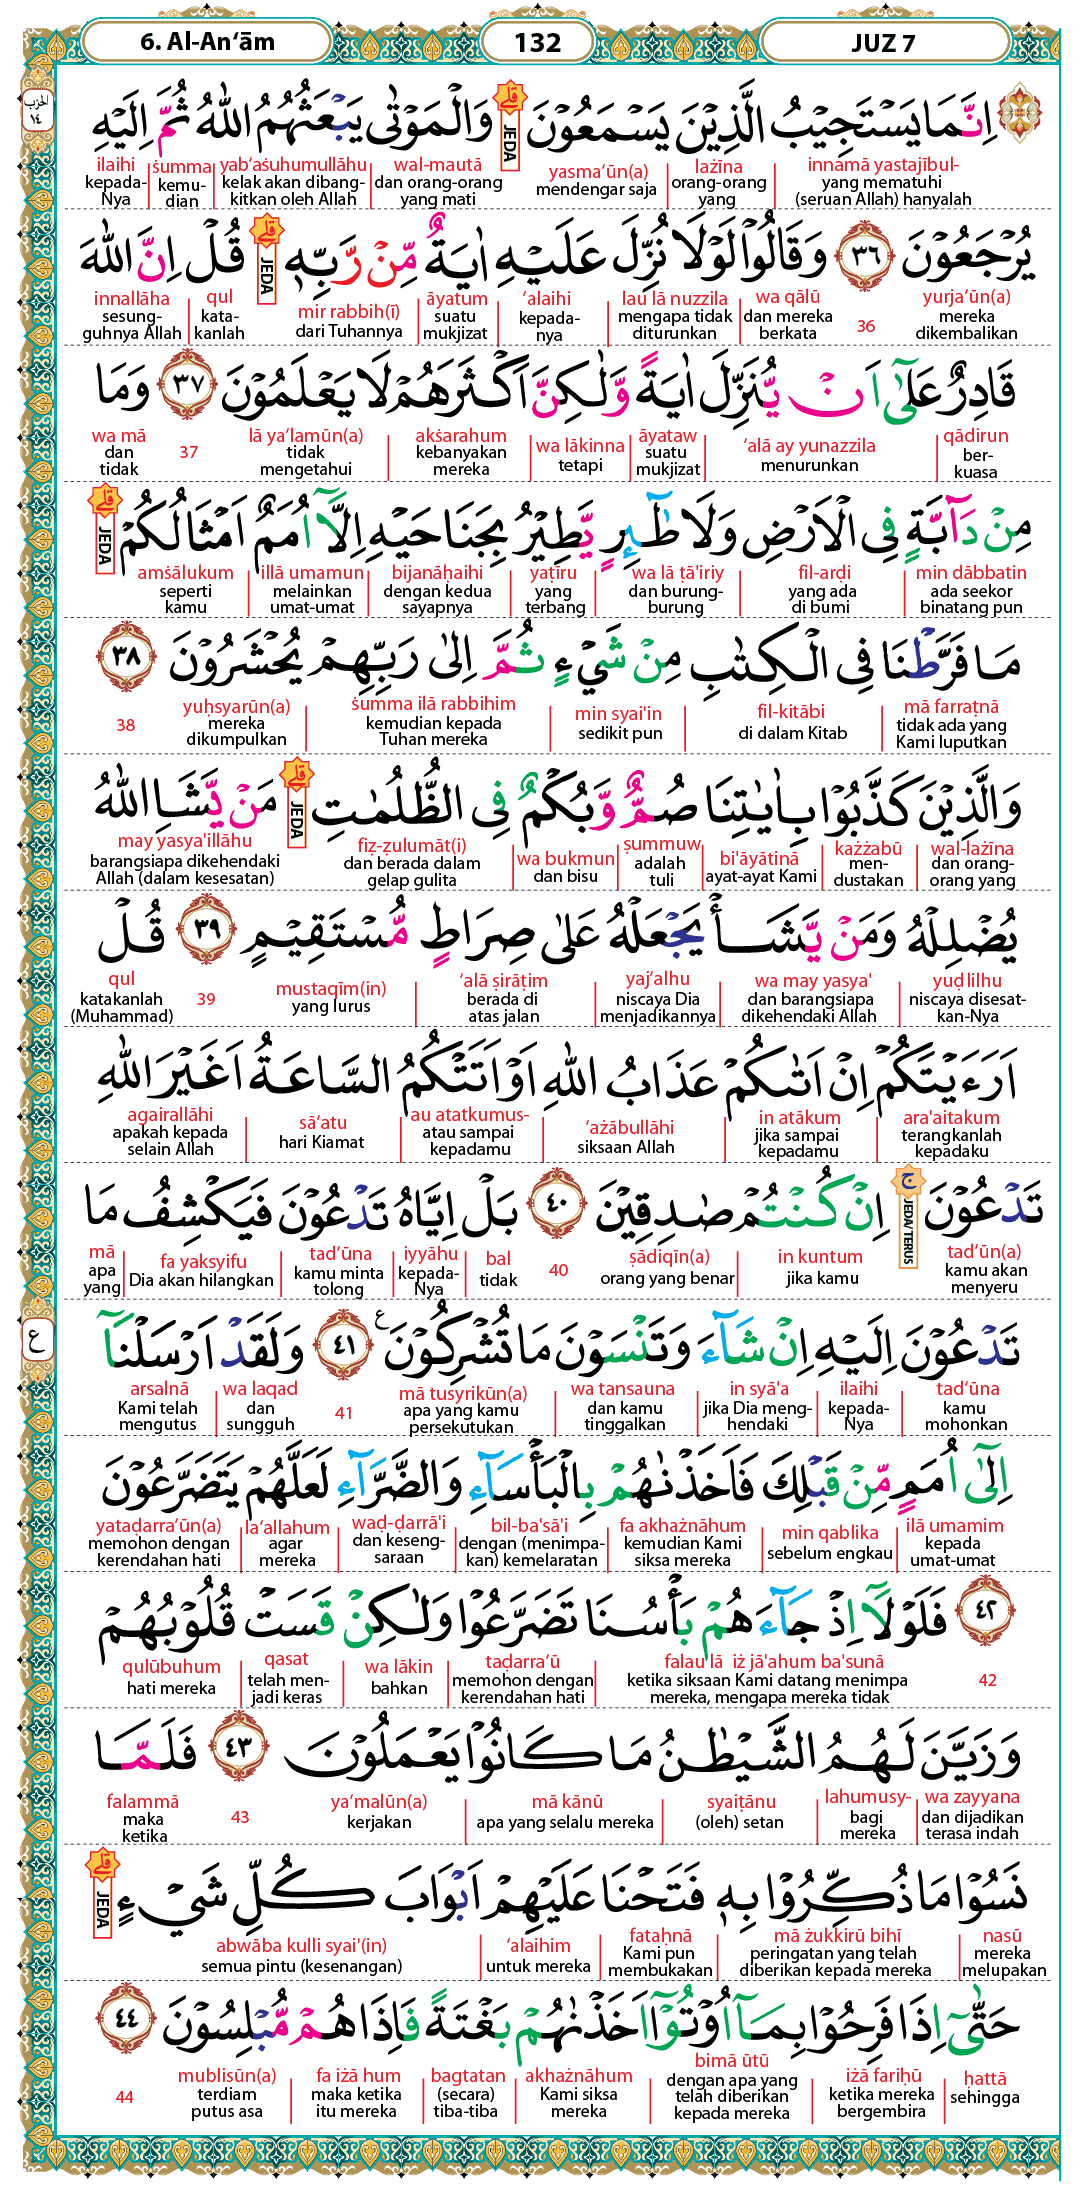 6. Al-An‘ām
132
JUZ 7
الحزب ١٤
اِنَّمَا يَسْتَجِيْبُ الَّذِيْنَ يَسْمَعُوْنَ ۗ وَالْمَوْتٰى يَبْعَثُهُمُ اللّٰهُ ثُمَّ اِلَيْهِ
JEDA
innamā yastajībul-
yang mematuhi
(seruan Allah) hanyalah
lażīna
orang-orang
yang
yasma‘ūn(a)
mendengar saja
wal-mautā
dan orang-orang
yang mati
yab‘aṡuhumullāhu
kelak akan dibang-
kitkan oleh Allah
ṡumma
kemu-
dian
ilaihi
kepada-
Nya
يُرْجَعُوْنَ ٣٦ وَقَالُوْا لَوْلَا نُزِّلَ عَلَيْهِ اٰيَةٌ مِّنْ رَّبِّهٖ ۗ قُلْ اِنَّ اللّٰهَ
JEDA
yurja‘ūn(a)
mereka
dikembalikan
36
wa qālū
dan mereka
berkata
lau lā nuzzila
mengapa tidak
diturunkan
‘alaihi
kepada-
nya
āyatum
suatu
mukjizat
mir rabbih(ī)
dari Tuhannya
qul
kata-
kanlah
innallāha
sesung-
guhnya Allah
قَادِرٌ عَلٰٓى اَنْ يُّنَزِّلَ اٰيَةً وَّلٰكِنَّ اَكْثَرَهُمْ لَا يَعْلَمُوْنَ ٣٧ وَمَا
qādirun
ber-
kuasa
‘alā ay yunazzila
menurunkan
āyataw
suatu
mukjizat
wa lākinna
tetapi
akṡarahum
kebanyakan
mereka
lā ya‘lamūn(a)
tidak
mengetahui
37
wa mā
dan
tidak
مِنْ دَاۤبَّةٍ فِى الْاَرْضِ وَلَا طٰۤىِٕرٍ يَّطِيْرُ بِجَنَاحَيْهِ اِلَّآ اُمَمٌ اَمْثَالُكُمْ ۗ
JEDA
min dābbatin
ada seekor
binatang pun
fil-arḍi
yang ada
di bumi
wa lā ṭā'iriy
dan burung-
burung
yaṭīru
yang
terbang
bijanāḥaihi
dengan kedua
sayapnya
illā umamun
melainkan
umat-umat
amṡālukum
seperti
kamu
مَا فَرَّطْنَا فِى الْكِتٰبِ مِنْ شَيْءٍ ثُمَّ اِلٰى رَبِّهِمْ يُحْشَرُوْنَ ٣٨
mā farraṭnā
tidak ada yang
Kami luputkan
fil-kitābi
di dalam Kitab
min syai'in
sedikit pun
ṡumma ilā rabbihim
kemudian kepada
Tuhan mereka
yuḥsyarūn(a)
mereka
dikumpulkan
38
وَالَّذِيْنَ كَذَّبُوْا بِاٰيٰتِنَا صُمٌّ وَّبُكْمٌ فِى الظُّلُمٰتِ ۗ مَنْ يَّشَاِ اللّٰهُ
JEDA
wal-lażīna
dan orang-
orang yang
każżabū
men-
dustakan
bi'āyātinā
ayat-ayat Kami
ṣummuw
adalah
tuli
wa bukmun
dan bisu
fiẓ-ẓulumāt(i)
dan berada dalam
gelap gulita
may yasya'illāhu
barangsiapa dikehendaki
Allah (dalam kesesatan)
يُضْلِلْهُ وَمَنْ يَّشَأْ يَجْعَلْهُ عَلٰى صِرَاطٍ مُّسْتَقِيْمٍ ٣٩ قُلْ
yuḍlilhu
niscaya disesat-
kan-Nya
wa may yasya'
dan barangsiapa
dikehendaki Allah
yaj‘alhu
niscaya Dia
menjadikannya
‘alā ṣirāṭim
berada di
atas jalan
mustaqīm(in)
yang lurus
39
qul
katakanlah
(Muhammad)
اَرَءَيْتَكُمْ اِنْ اَتٰىكُمْ عَذَابُ اللّٰهِ اَوْ اَتَتْكُمُ السَّاعَةُ اَغَيْرَ اللّٰهِ
ara'aitakum
terangkanlah
kepadaku
in atākum
jika sampai
kepadamu
‘ażābullāhi
siksaan Allah
au atatkumus-
atau sampai
kepadamu
sā‘atu
hari Kiamat
agairallāhi
apakah kepada
selain Allah
تَدْعُوْنَ ۚ اِنْ كُنْتُمْ صٰدِقِيْنَ ٤٠ بَلْ اِيَّاهُ تَدْعُوْنَ فَيَكْشِفُ مَا
JEDA/ TERUS
tad‘ūn(a)
kamu akan
menyeru
in kuntum
jika kamu
ṣādiqīn(a)
orang yang benar
40
bal
tidak
iyyāhu
kepada-
Nya
tad‘ūna
kamu minta
tolong
fa yaksyifu
Dia akan hilangkan
mā
apa
yang
ع
تَدْعُوْنَ اِلَيْهِ اِنْ شَاۤءَ وَتَنْسَوْنَ مَا تُشْرِكُوْنَ ع ٤١ وَلَقَدْ اَرْسَلْنَآ
tad‘ūna
kamu
mohonkan
ilaihi
kepada-
Nya
in syā'a
jika Dia meng-
hendaki
wa tansauna
dan kamu
tinggalkan
mā tusyrikūn(a)
apa yang kamu
persekutukan
41
wa laqad
dan
sungguh
arsalnā
Kami telah
mengutus
اِلٰٓى اُمَمٍ مِّنْ قَبْلِكَ فَاَخَذْنٰهُمْ بِالْبَأْسَاۤءِ وَالضَّرَّاۤءِ لَعَلَّهُمْ يَتَضَرَّعُوْنَ
ilā umamim
kepada
umat-umat
min qablika
sebelum engkau
fa akhażnāhum
kemudian Kami
siksa mereka
bil-ba'sā'i
dengan (menimpa-
kan) kemelaratan
waḍ-ḍarrā'i
dan keseng-
saraan
la‘allahum
agar
mereka
yataḍarra‘ūn(a)
memohon dengan
kerendahan hati
٤٢ فَلَوْلَآ اِذْ جَاۤءَهُمْ بَأْسُنَا تَضَرَّعُوْا وَلٰكِنْ قَسَتْ قُلُوْبُهُمْ
42
falau lā iż jā'ahum ba'sunā
ketika siksaan Kami datang menimpa
mereka, mengapa mereka tidak
taḍarra‘ū
memohon dengan
kerendahan hati
wa lākin
bahkan
qasat
telah men-
jadi keras
qulūbuhum
hati mereka
وَزَيَّنَ لَهُمُ الشَّيْطٰنُ مَا كَانُوْا يَعْمَلُوْنَ ٤٣ فَلَمَّا
wa zayyana
dan dijadikan
terasa indah
lahumusy-
bagi
mereka
syaiṭānu
(oleh) setan
mā kānū
apa yang selalu mereka
ya‘malūn(a)
kerjakan
43
falammā
maka
ketika
نَسُوْا مَا ذُكِّرُوْا بِهٖ فَتَحْنَا عَلَيْهِمْ اَبْوَابَ كُلِّ شَيْءٍ ۗ
JEDA
nasū
mereka
melupakan
mā żukkirū bihī
peringatan yang telah
diberikan kepada mereka
fataḥnā
Kami pun
membukakan
‘alaihim
untuk mereka
abwāba kulli syai'(in)
semua pintu (kesenangan)
حَتّٰٓى اِذَا فَرِحُوْا بِمَآ اُوْتُوْٓا اَخَذْنٰهُمْ بَغْتَةً فَاِذَا هُمْ مُّبْلِسُوْنَ ٤٤
ḥattā
sehingga
iżā fariḥū
ketika mereka
bergembira
bimā ūtū
dengan apa yang
telah diberikan
kepada mereka
akhażnāhum
Kami siksa
mereka
bagtatan
(secara)
tiba-tiba
fa iżā hum
maka ketika
itu mereka
mublisūn(a)
terdiam
putus asa
44